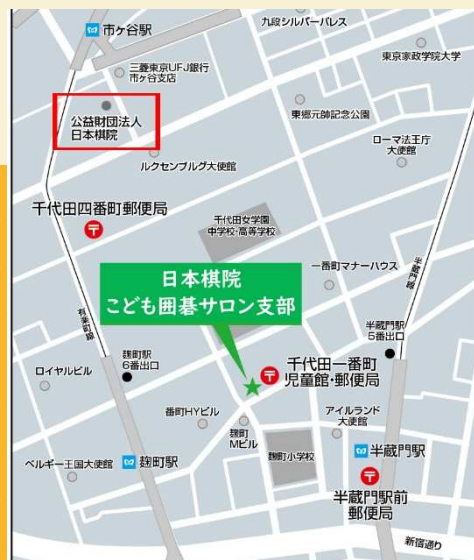 市ヶ谷駅
九段シルバーパレス
三菱東京UFJ銀行
市ヶ谷支店
東京家政学院大学
公益財団法人
日本棋院
東郷元帥記念公園
ローマ法王庁
大使館
ルクセンブルグ大使館
千代田四番町郵便局
千代田女学園
中学校・高等学校
日本棋院
こども囲碁サロン支部
一番町マナーハウス
半蔵門線
有楽町線
半蔵門駅
5番出口
麹町駅
6番出口
千代田一番町
児童館・郵便局
ロイヤルビル
番町HYビル
麹町
Mビル
アイルランド
大使館
麹町小学校
ベルギー王国大使館
麹町駅
半蔵門駅
半蔵門駅前
郵便局
新宿通り